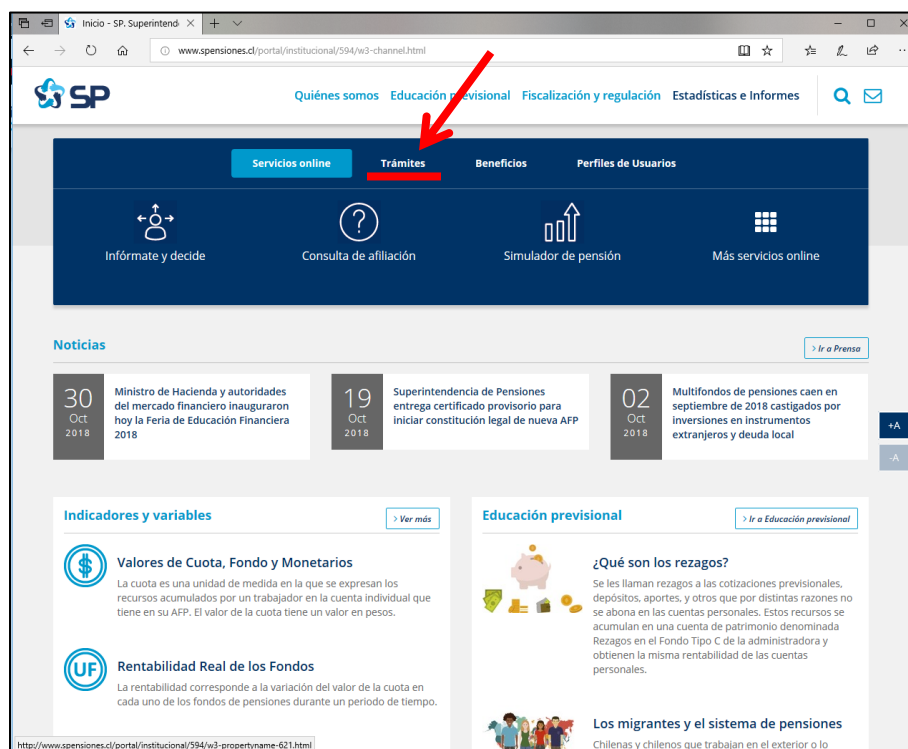 Inicio - SP. Superintend
www.spensiones.cl/portal/institucional/594/w3-channel.html
SP
Quiénes somos Educación previsional Fiscalización y regulación Estadísticas e Informes
Servicios online Trámites Beneficios Perfiles de Usuarios
Infórmate y decide Consulta de afiliación Simulador de pensión Más servicios online
Noticias
> Ir a Prensa
30
Oct
2018
Ministro de Hacienda y autoridades
del mercado financiero inauguraron
hoy la Feria de Educación Financiera
2018
19
Oct
2018
Superintendencia de Pensiones
entrega certificado provisorio para
iniciar constitución legal de nueva AFP
02
Oct
2018
Multifondos de pensiones caen en
septiembre de 2018 castigados por
inversiones en instrumentos
extranjeros y deuda local
+A
-A
Indicadores y variables
> Ver más
$
Valores de Cuota, Fondo y Monetarios
La cuota es una unidad de medida en la que se expresan los
recursos acumulados por un trabajador en la cuenta individual que
tiene en su AFP. El valor de la cuota tiene un valor en pesos.
UF
Rentabilidad Real de los Fondos
La rentabilidad corresponde a la variación del valor de la cuota en
cada uno de los fondos de pensiones durante un periodo de tiempo.
Educación previsional
> Ir a Educación previsional
¿Qué son los rezagos?
Se les llaman rezagos a las cotizaciones previsionales,
depósitos, aportes, y otros que por distintas razones no
se abona en las cuentas personales. Estos recursos se
acumulan en una cuenta de patrimonio denominada
Rezagos en el Fondo Tipo C de la administradora y
obtienen la misma rentabilidad de las cuentas
personales.
Los migrantes y el sistema de pensiones
Chilenas y chilenos que trabajan en el exterior o los
http://www.spensiones.cl/portal/institucional/594/w3-propertyname-621.html